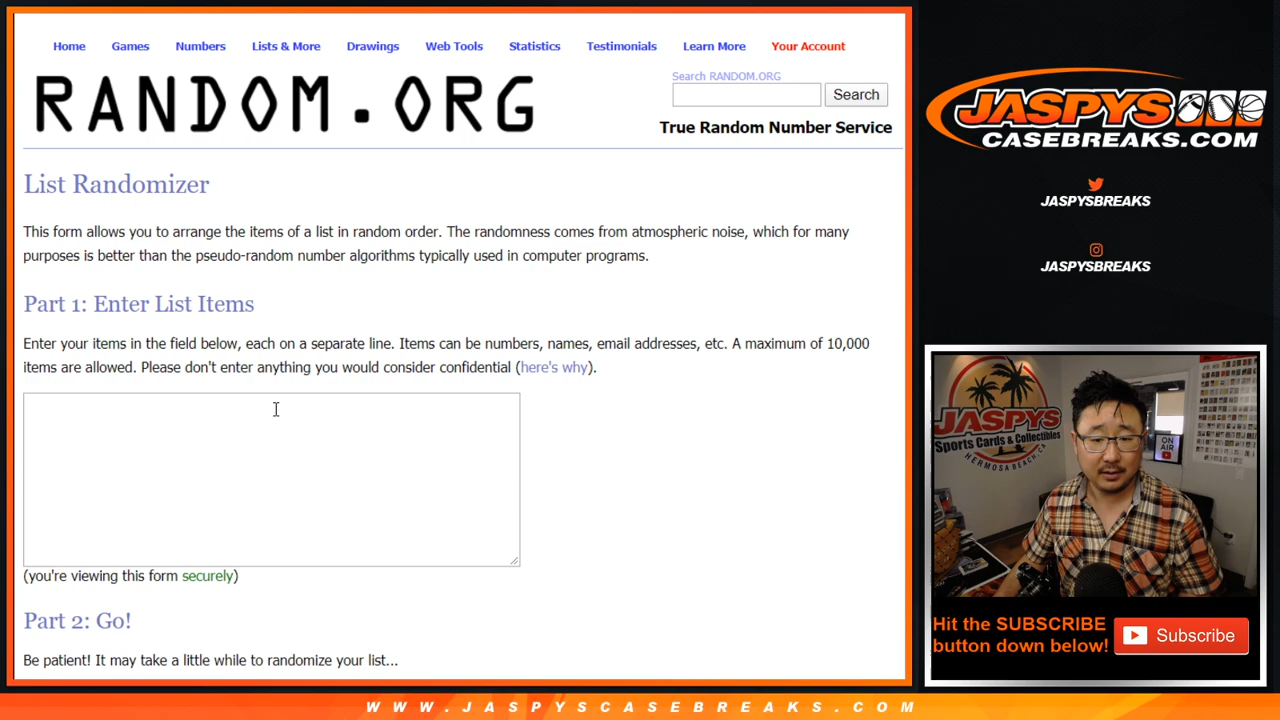 Home Games Numbers Lists & More Drawings Web Tools Statistics Testimonials Learn More Your Account
RANDOM.ORG
Search RANDOM.ORG
Search
True Random Number Service
List Randomizer
This form allows you to arrange the items of a list in random order. The randomness comes from atmospheric noise, which for many
purposes is better than the pseudo-random number algorithms typically used in computer programs.
Part 1: Enter List Items
Enter your items in the field below, each on a separate line. Items can be numbers, names, email addresses, etc. A maximum of 10,000
items are allowed. Please don't enter anything you would consider confidential (here's why).
(you're viewing this form securely)
Part 2: Go!
Be patient! It may take a little while to randomize your list...
JASPYS
CASEBREAKS.COM
JASPYSBREAKS
JASPYSBREAKS
JASPYS
Sports Cards & Collectibles
HERMOSA BEACH, CA
ON AIR
Hit the SUBSCRIBE
button down below!
Subscribe
WWW.JASPYSCASEBREAKS.COM